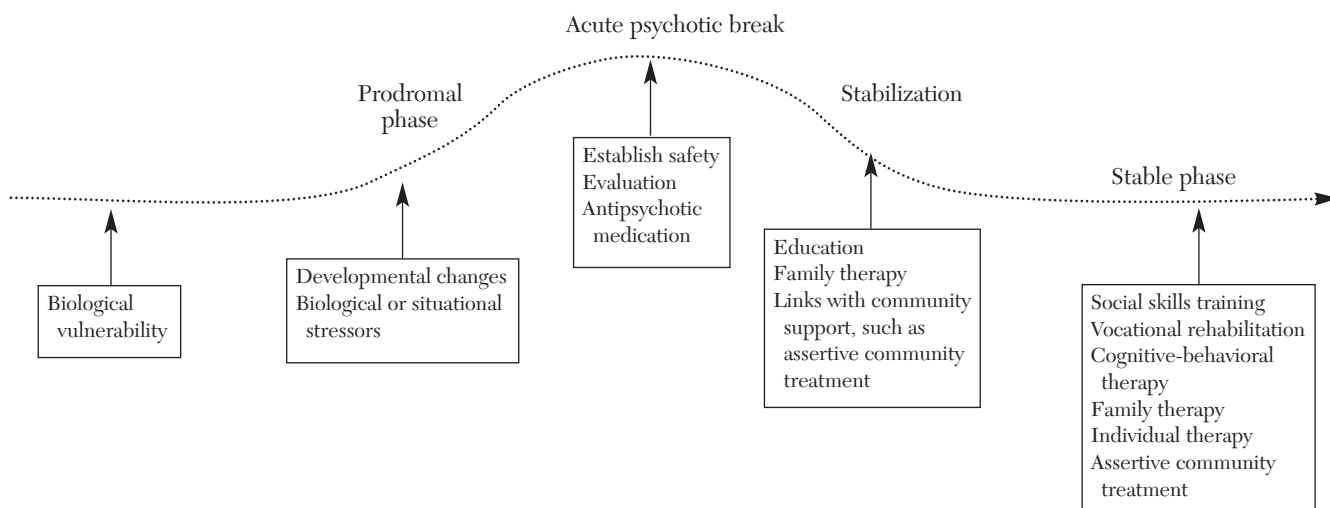 Acute psychotic break
Prodromal
phase
Stabilization
Stable phase
Biological
vulnerability
Developmental changes
Biological or situational
stressors
Establish safety
Evaluation
Antipsychotic
medication
Education
Family therapy
Links with community
support, such as
assertive community
treatment
Social skills training
Vocational rehabilitation
Cognitive-behavioral
therapy
Family therapy
Individual therapy
Assertive community
treatment